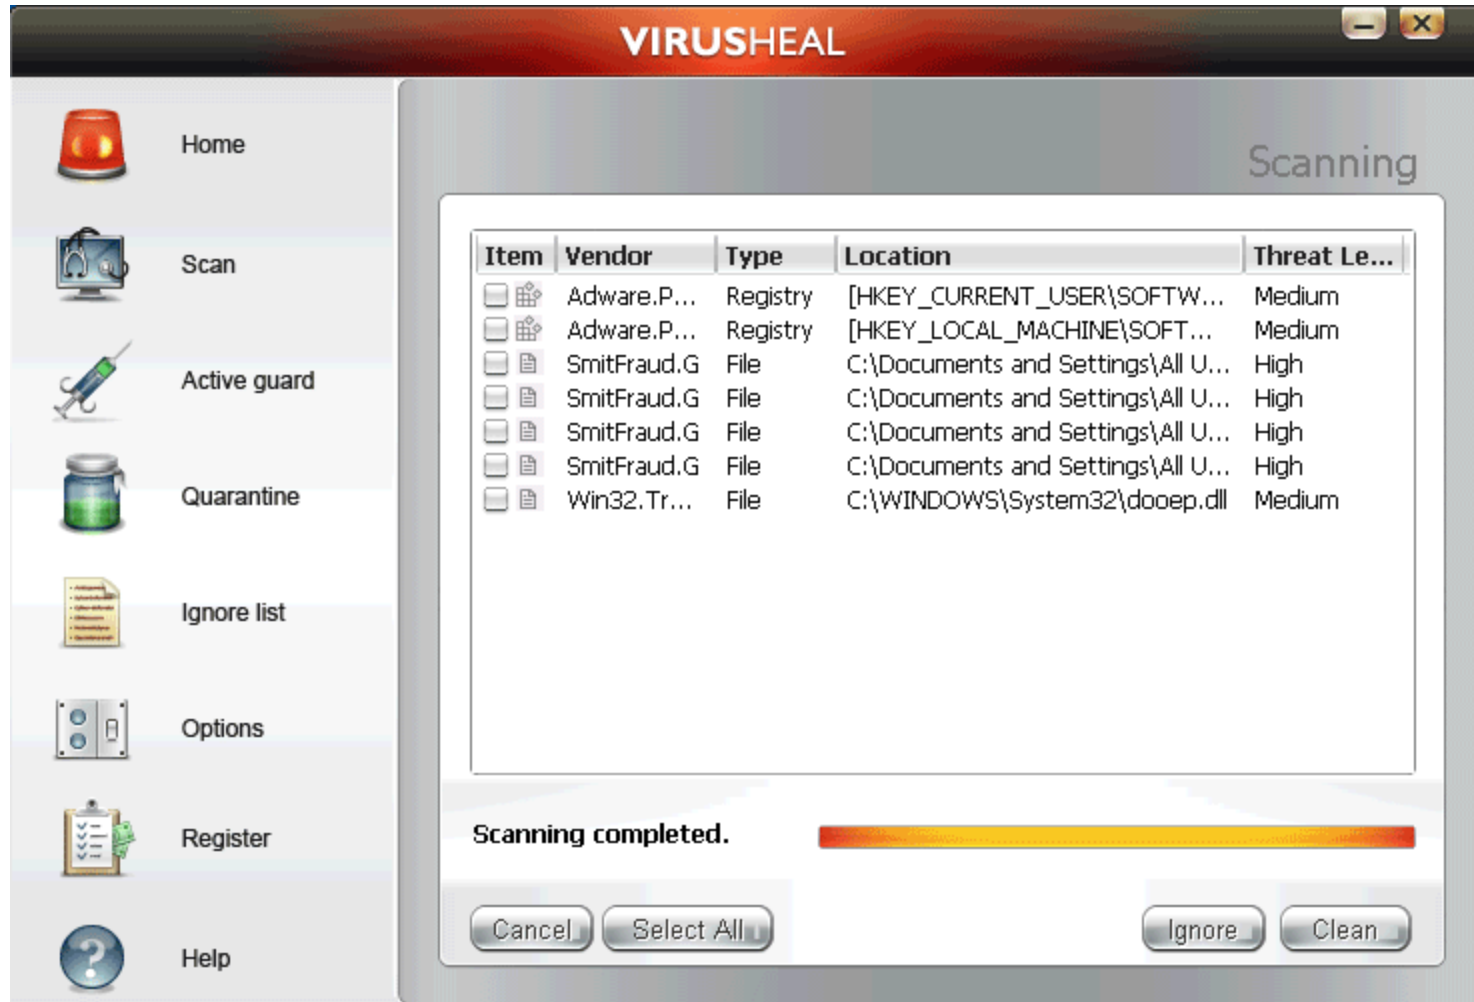 VIRUSHEAL
Home
Scan
Active guard
Quarantine
Ignore list
Options
Register
Help
Scanning
Item Vendor Type Location Threat Le...
Adware.P... Registry [HKEY_CURRENT_USER\SOFTW... Medium
Adware.P... Registry [HKEY_LOCAL_MACHINE\SOFT... Medium
SmitFraud.G File C:\Documents and Settings\All U... High
SmitFraud.G File C:\Documents and Settings\All U... High
SmitFraud.G File C:\Documents and Settings\All U... High
SmitFraud.G File C:\Documents and Settings\All U... High
Win32.Tr... File C:\WINDOWS\System32\dooep.dll Medium
Scanning completed.
Cancel Select All Ignore Clean